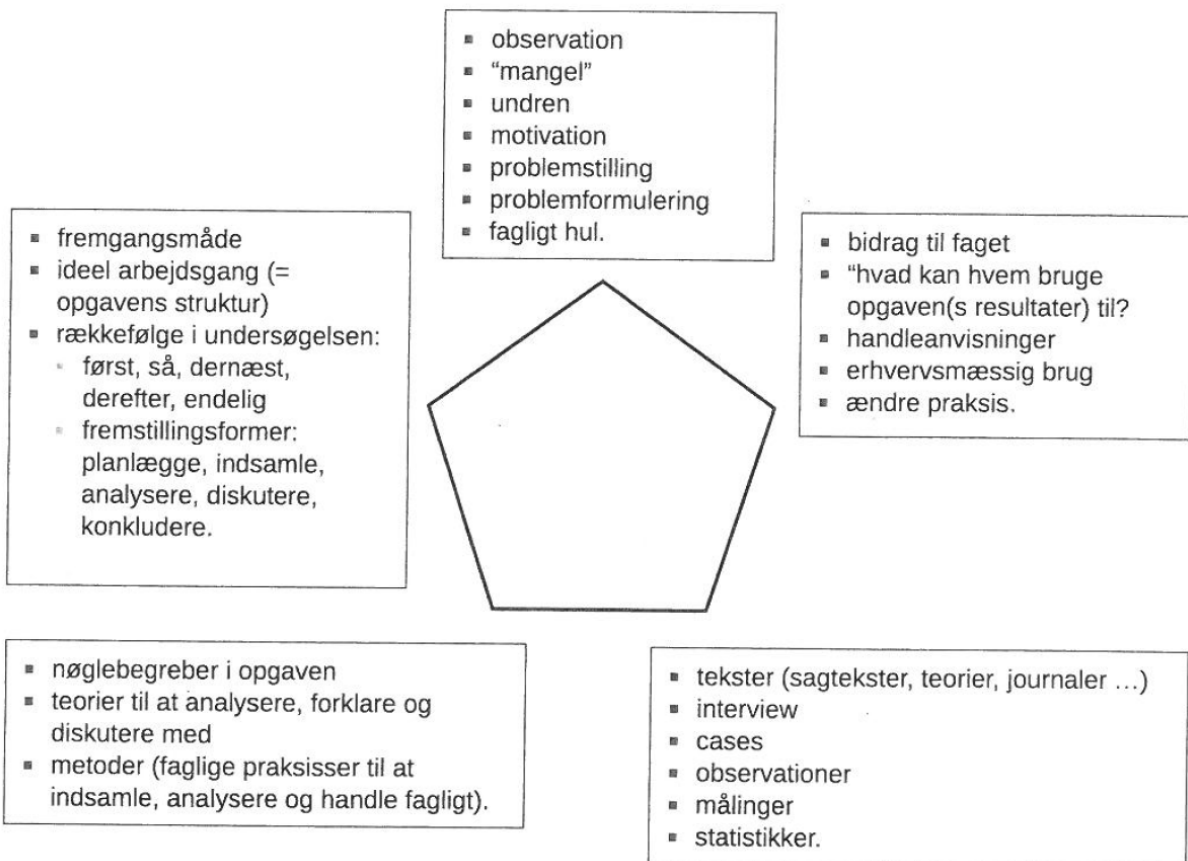 ▪ observation
▪ “mangel”
▪ undren
▪ motivation
▪ problemstilling
▪ problemformulering
▪ fagligt hul.
▪ fremgangsmåde
▪ ideel arbejdsgang (=
opgavens struktur)
▪ rækkefølge i undersøgelsen:
▫ først, så, dernæst,
derefter, endelig
▫ fremstillingsformer:
planlægge, indsamle,
analysere, diskutere,
konkludere.
▪ bidrag til faget
▪ “hvad kan hvem bruge
opgaven(s resultater) til?
▪ handleanvisninger
▪ erhvervsmæssig brug
▪ ændre praksis.
▪ nøglebegreber i opgaven
▪ teorier til at analysere, forklare og
diskutere med
▪ metoder (faglige praksisser til at
indsamle, analysere og handle fagligt).
▪ tekster (sagtekster, teorier, journaler …)
▪ interview
▪ cases
▪ observationer
▪ målinger
▪ statistikker.